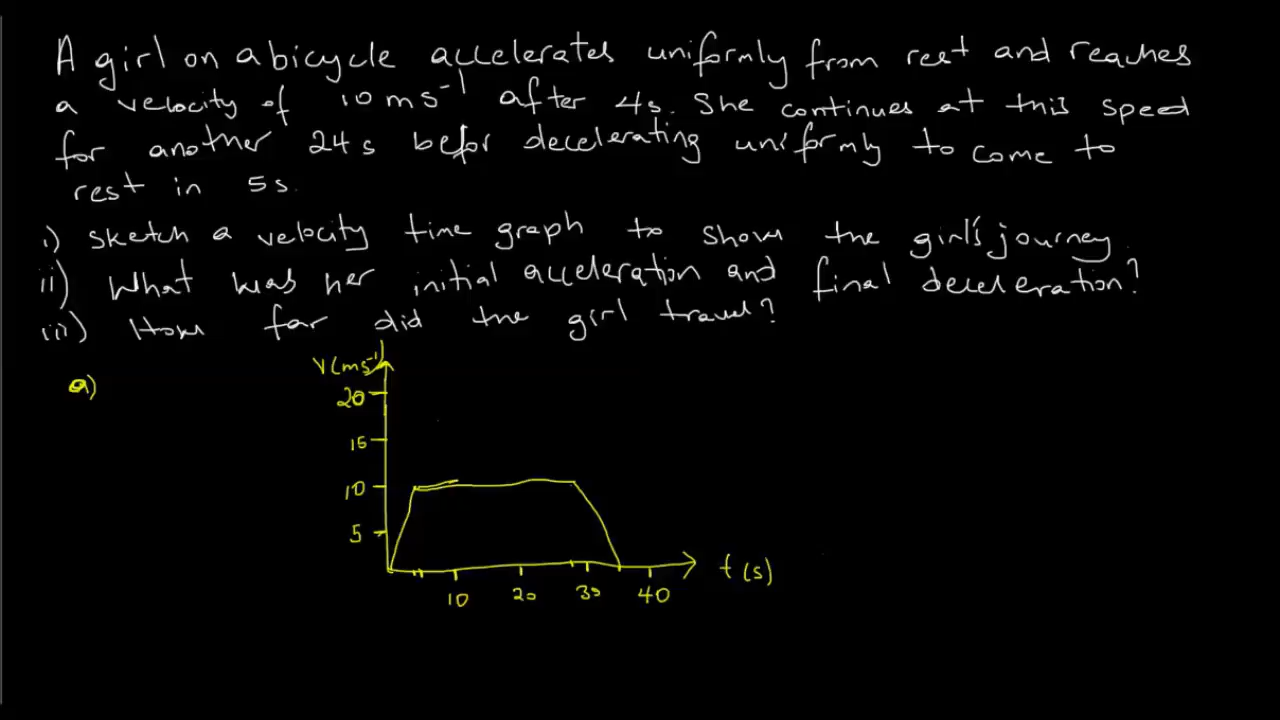 A girl on a bicycle accelerates uniformly from rest and reaches
a velocity of 10 ms⁻¹ after 4s. She continues at this speed
for another 24s befor decelerating uniformly to come to
rest in 5s.
i) Sketch a velocity time graph to show the girl's journey
ii) What was her initial acceleration and final deceleration?
iii) How far did the girl travel?
a)
V(ms⁻¹)
20
15
10
5
10 20 30 40
t(s)